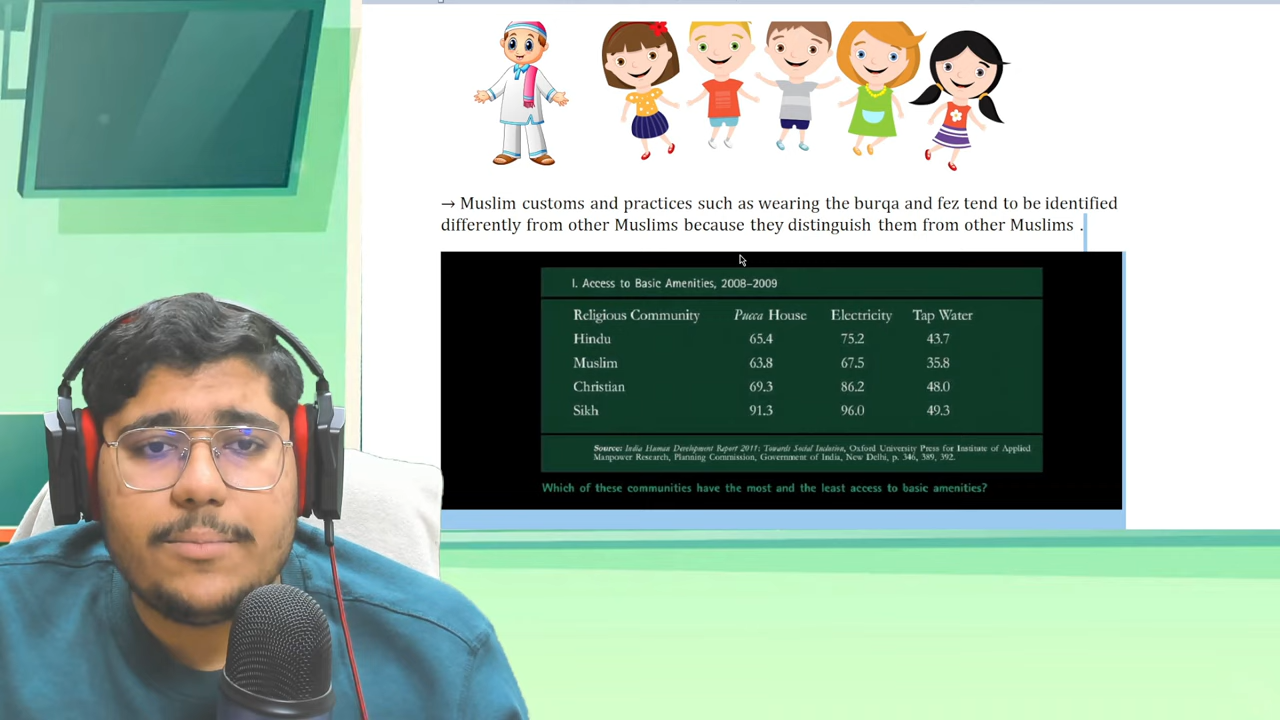 → Muslim customs and practices such as wearing the burqa and fez tend to be identified
differently from other Muslims because they distinguish them from other Muslims .
I. Access to Basic Amenities, 2008–2009
Religious Community Pucca House Electricity Tap Water
Hindu 65.4 75.2 43.7
Muslim 63.8 67.5 35.8
Christian 69.3 86.2 48.0
Sikh 91.3 96.0 49.3
Source: India Human Development Report 2011: Towards Social Inclusion, Oxford University Press for Institute of Applied
Manpower Research, Planning Commission, Government of India, New Delhi, p. 346, 389, 392.
Which of these communities have the most and the least access to basic amenities?